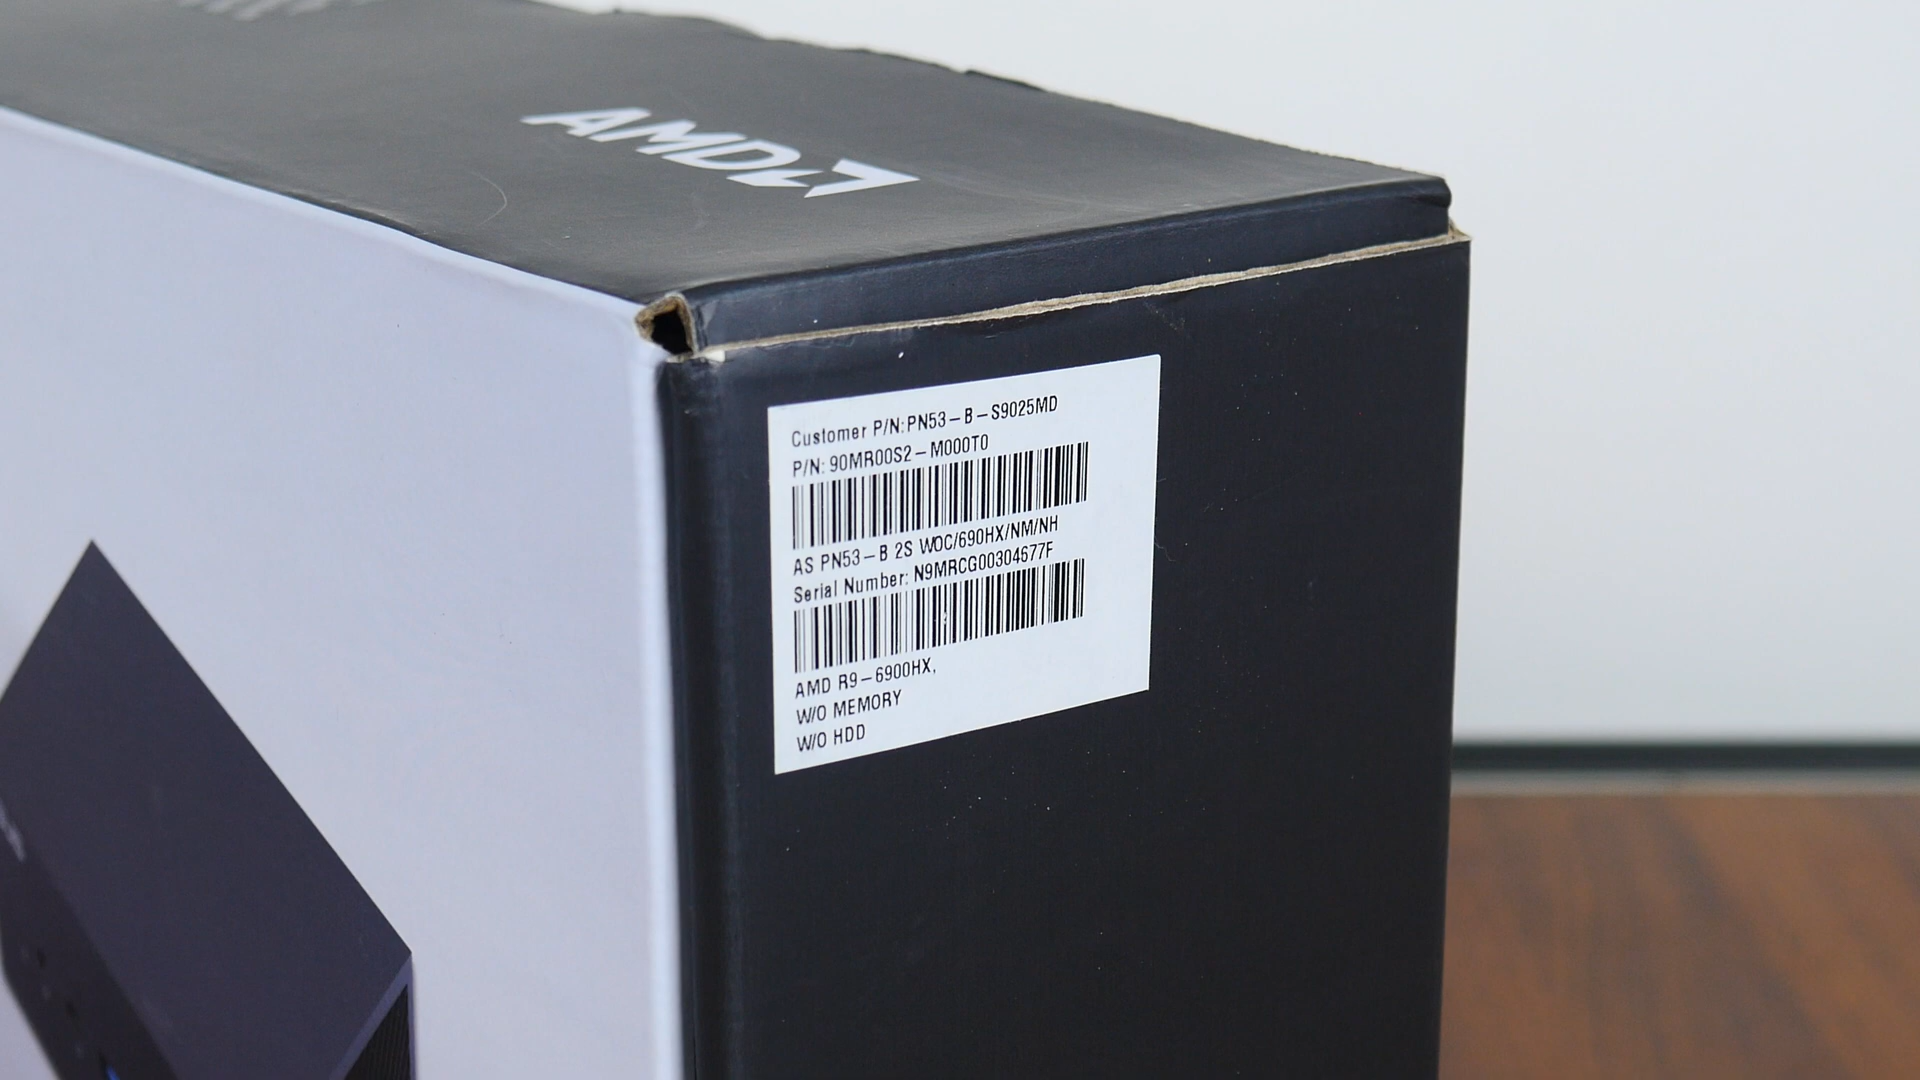 AMD
Customer P/N:PN53-B-S9025MD
P/N: 90MR00S2-M000T0
AS PN53-B 2S WOC/690HX/NM/NH
Serial Number: N9MRCG00304677F
AMD R9-6900HX,
W/O MEMORY
W/O HDD